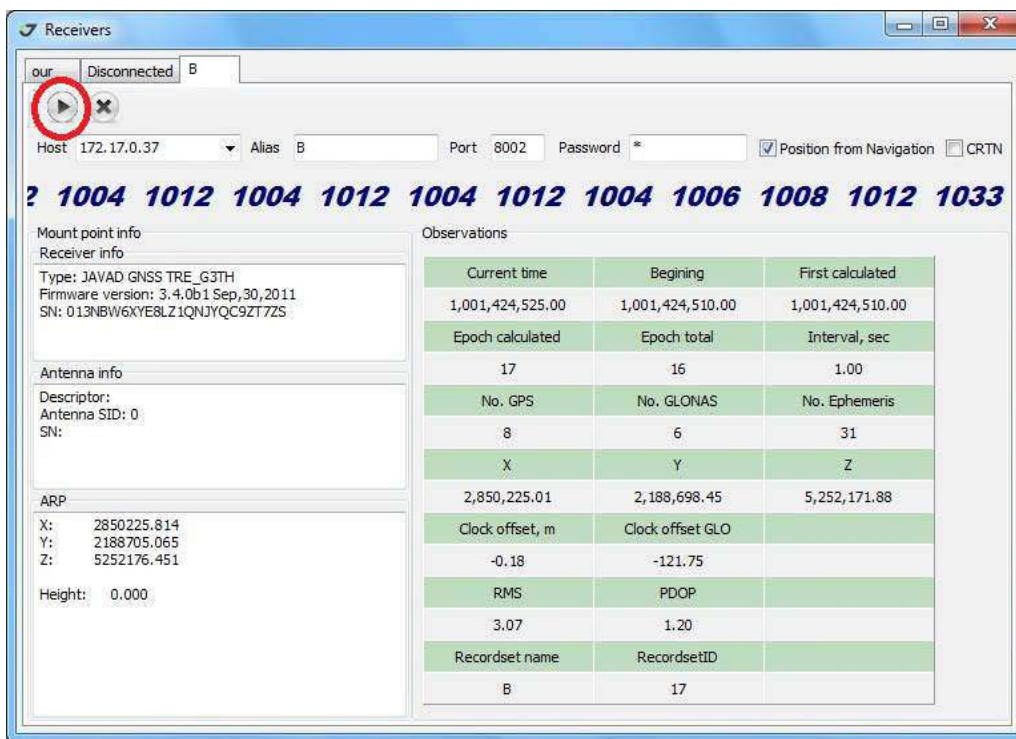 Receivers
our Disconnected B
Host 172.17.0.37 Alias B Port 8002 Password * Position from Navigation CRTN
2 1004 1012 1004 1012 1004 1012 1004 1006 1008 1012 1033
Mount point info
Receiver info
Type: JAVAD GNSS TRE_G3TH
Firmware version: 3.4.0b1 Sep,30,2011
SN: 013NBW6XYE8LZ1QNJYQC9ZT7ZS
Antenna info
Descriptor:
Antenna SID: 0
SN:
ARP
X: 2850225.814
Y: 2188705.065
Z: 5252176.451
Height: 0.000
Observations
Current time Begining First calculated
1,001,424,525.00 1,001,424,510.00 1,001,424,510.00
Epoch calculated Epoch total Interval, sec
17 16 1.00
No. GPS No. GLONAS No. Ephemeris
8 6 31
X Y Z
2,850,225.01 2,188,698.45 5,252,171.88
Clock offset, m Clock offset GLO
-0.18 -121.75
RMS PDOP
3.07 1.20
Recordset name RecordsetID
B 17